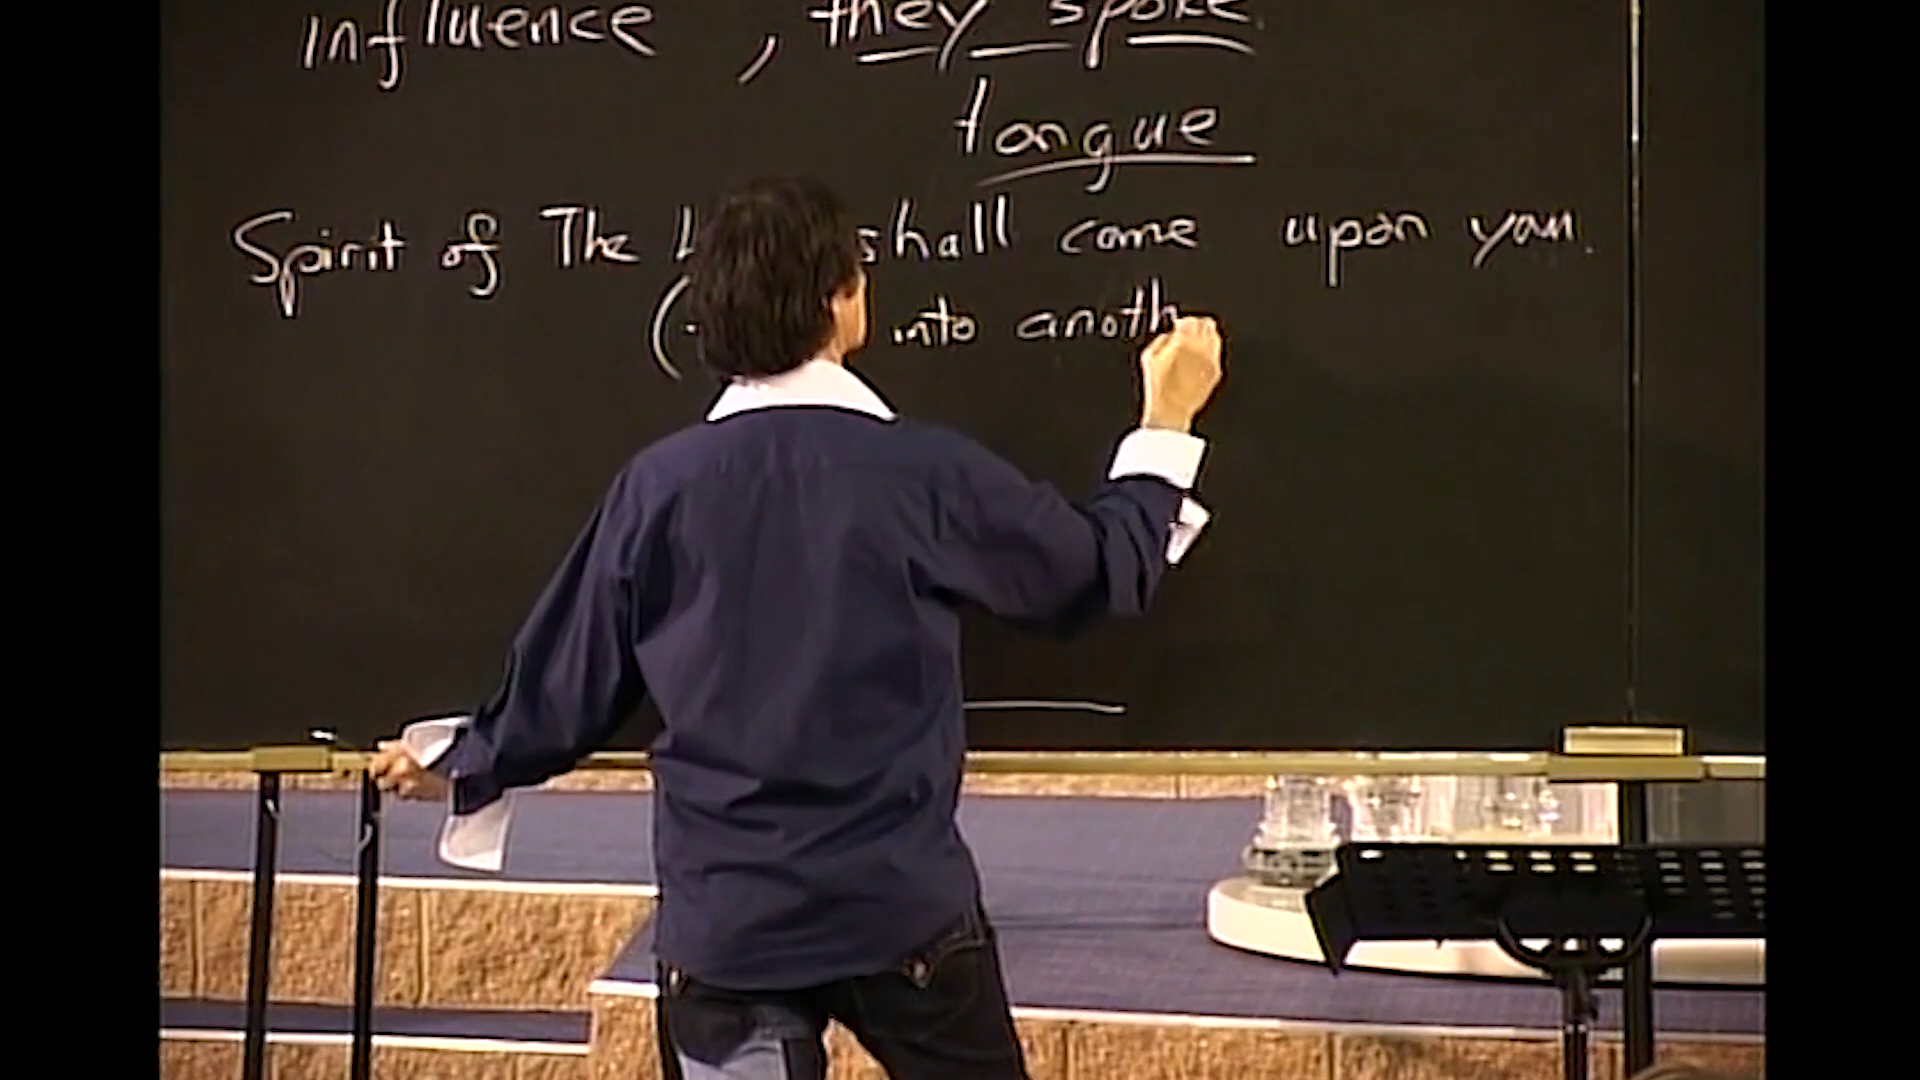 influence , they spoke
tongue
Spirit of The shall come upon you.
( into anoth